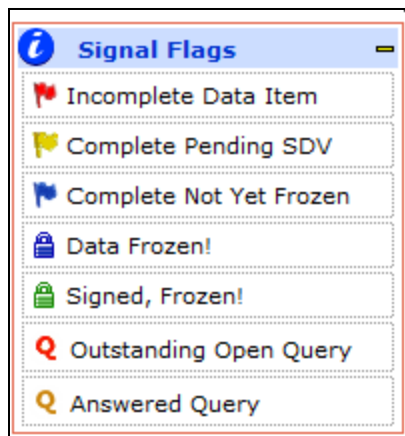 i Signal Flags
Incomplete Data Item
Complete Pending SDV
Complete Not Yet Frozen
Data Frozen!
Signed, Frozen!
Q Outstanding Open Query
Q Answered Query